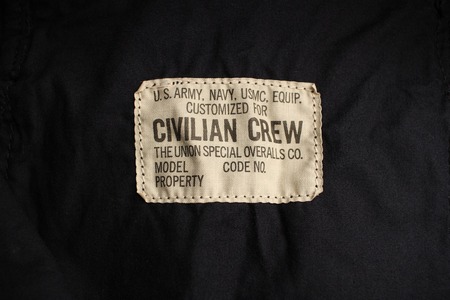 U.S. ARMY, NAVY, USMC, EQUIP.
CUSTOMIZED FOR
CIVILIAN CREW
THE UNION SPECIAL OVERALLS CO.
MODEL CODE NO.
PROPERTY